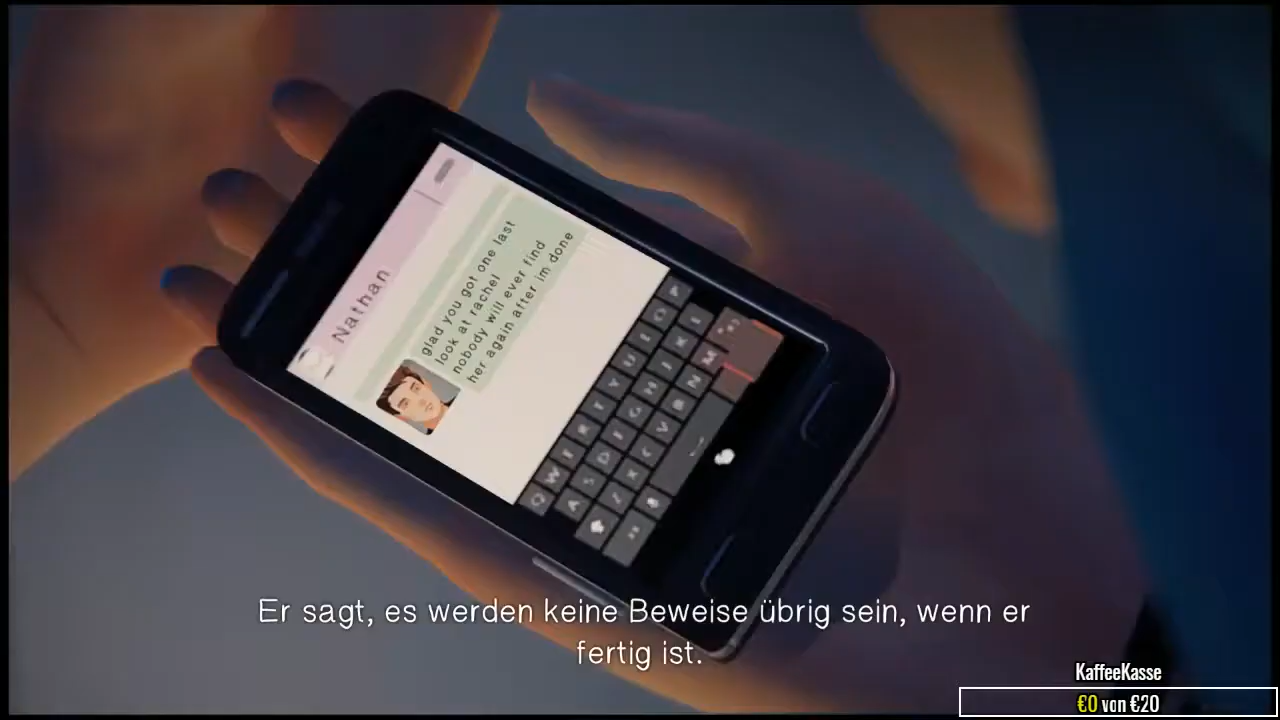 Nathan
glad you got one last
look at rachel
nobody will ever find
her again after im done
Er sagt, es werden keine Beweise übrig sein, wenn er
fertig ist.
KaffeeKasse
€0 von €20